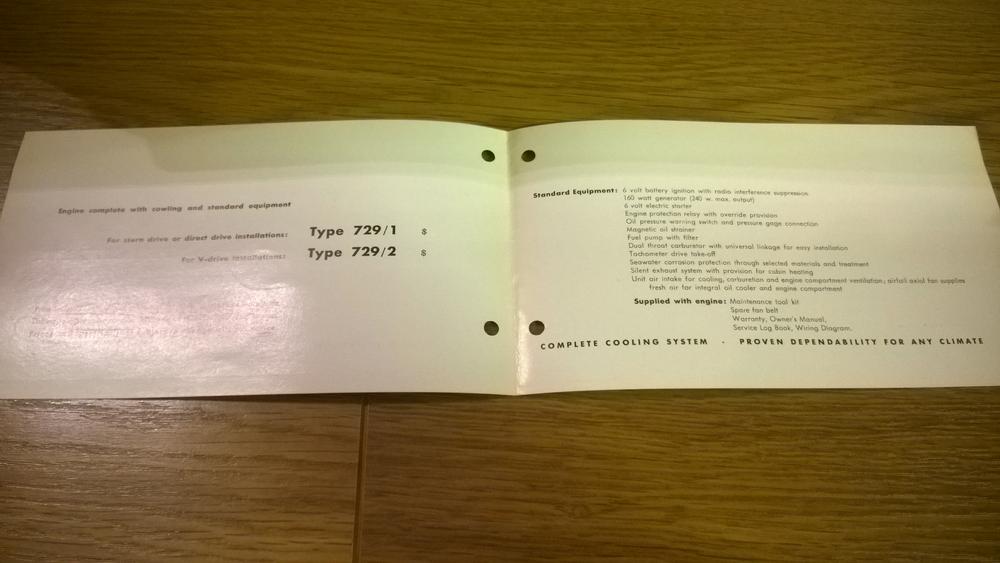 Engine complete with cowling and standard equipment
For stern drive or direct drive installations: Type 729/1 $
For V-drive installations: Type 729/2 $
Standard Equipment: 6 volt battery ignition with radio interference suppression
160 watt generator (240 w. max. output)
6 volt electric starter
Engine protection relay with override provision
Oil pressure warning switch and pressure gage connection
Magnetic oil strainer
Fuel pump with filter
Dual throat carburetor with universal linkage for easy installation
Tachometer drive take-off
Seawater corrosion protection through selected materials and treatment
Silent exhaust system with provision for cabin heating
Unit air intake for cooling, carburetion and engine compartment ventilation; airfoil axial fan supplies
fresh air for integral oil cooler and engine compartment
Supplied with engine: Maintenance tool kit
Spare fan belt
Warranty, Owner's Manual,
Service Log Book, Wiring Diagram.
COMPLETE COOLING SYSTEM · PROVEN DEPENDABILITY FOR ANY CLIMATE